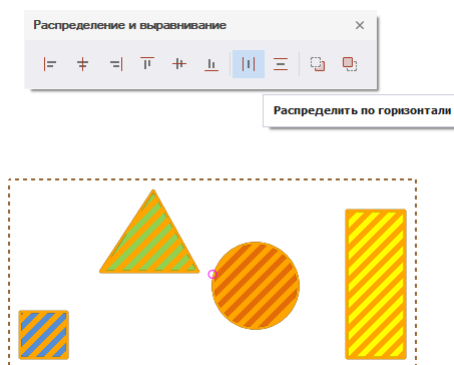 Распределение и выравнивание
Распределить по горизонтали